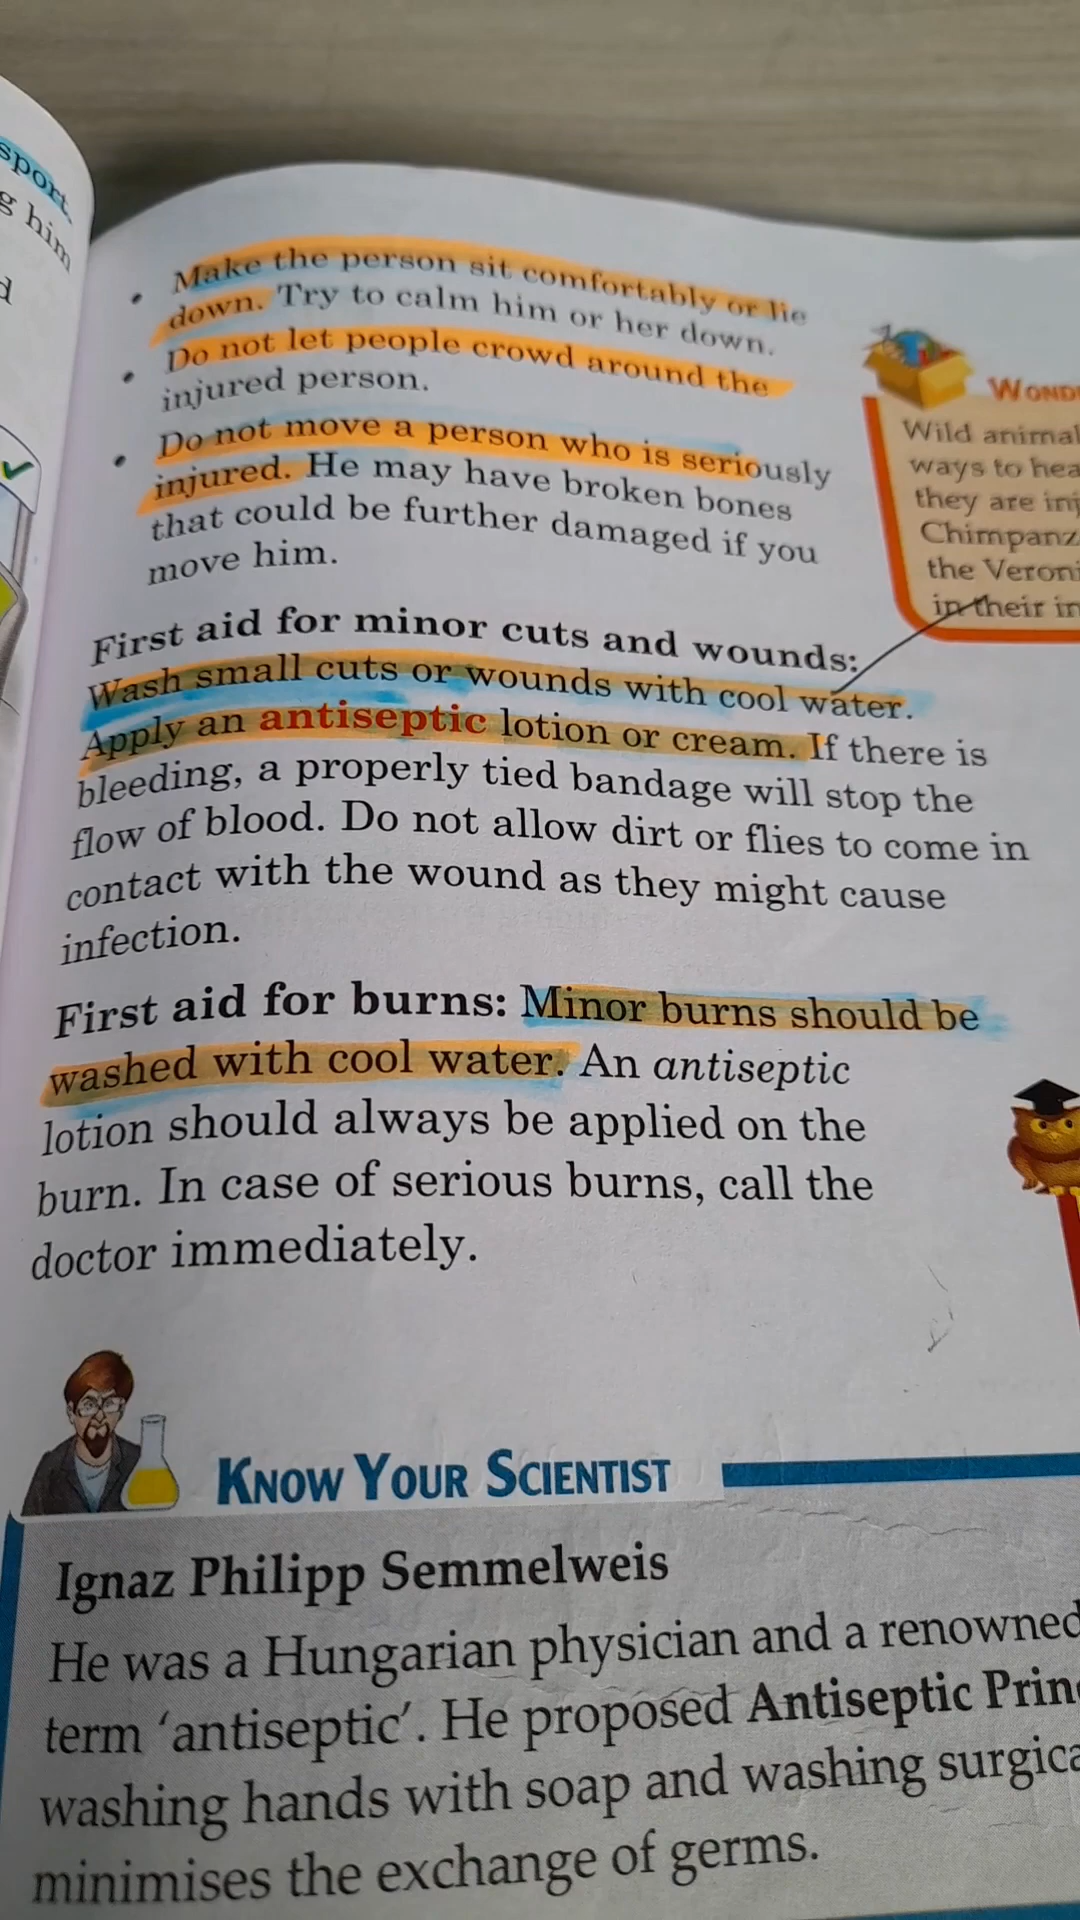 sport.
g him
d
• Make the person sit comfortably or lie
down. Try to calm him or her down.
• Do not let people crowd around the
injured person.
• Do not move a person who is seriously
injured. He may have broken bones
that could be further damaged if you
move him.
First aid for minor cuts and wounds:
Wash small cuts or wounds with cool water.
Apply an antiseptic lotion or cream. If there is
bleeding, a properly tied bandage will stop the
flow of blood. Do not allow dirt or flies to come in
contact with the wound as they might cause
infection.
First aid for burns: Minor burns should be
washed with cool water. An antiseptic
lotion should always be applied on the
burn. In case of serious burns, call the
doctor immediately.
WOND
Wild animal
ways to hea
they are inj
Chimpanz
the Veroni
in their in
KNOW YOUR SCIENTIST
Ignaz Philipp Semmelweis
He was a Hungarian physician and a renowned
term ‘antiseptic’. He proposed Antiseptic Prin
washing hands with soap and washing surgica
minimises the exchange of germs.